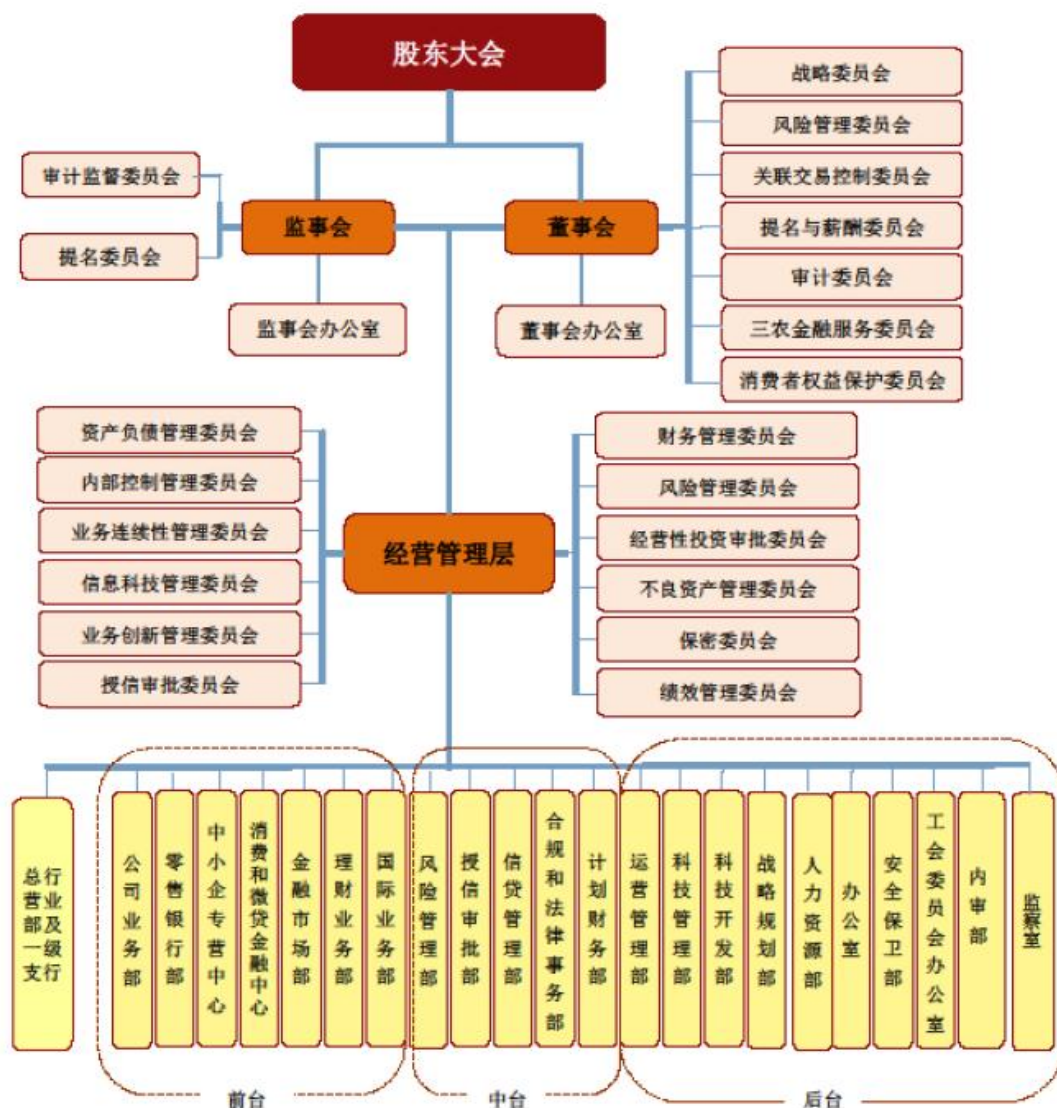 股东大会
审计监督委员会
提名委员会
监事会
董事会
监事会办公室
董事会办公室
战略委员会
风险管理委员会
关联交易控制委员会
提名与薪酬委员会
审计委员会
三农金融服务委员会
消费者权益保护委员会
资产负债管理委员会
内部控制管理委员会
业务连续性管理委员会
信息科技管理委员会
业务创新管理委员会
授信审批委员会
经营管理层
财务管理委员会
风险管理委员会
经营性投资审批委员会
不良资产管理委员会
保密委员会
绩效管理委员会
总行营业部及一级支行
公司业务部
零售银行部
中小企专营中心
消费和微贷金融中心
金融市场部
理财业务部
国际业务部
风险管理部
授信审批部
信贷管理部
合规和法律事务部
计划财务部
运营管理部
科技管理部
科技开发部
战略规划部
人力资源部
办公室
安全保卫部
工会委员会办公室
内审部
监察室
前台
中台
后台